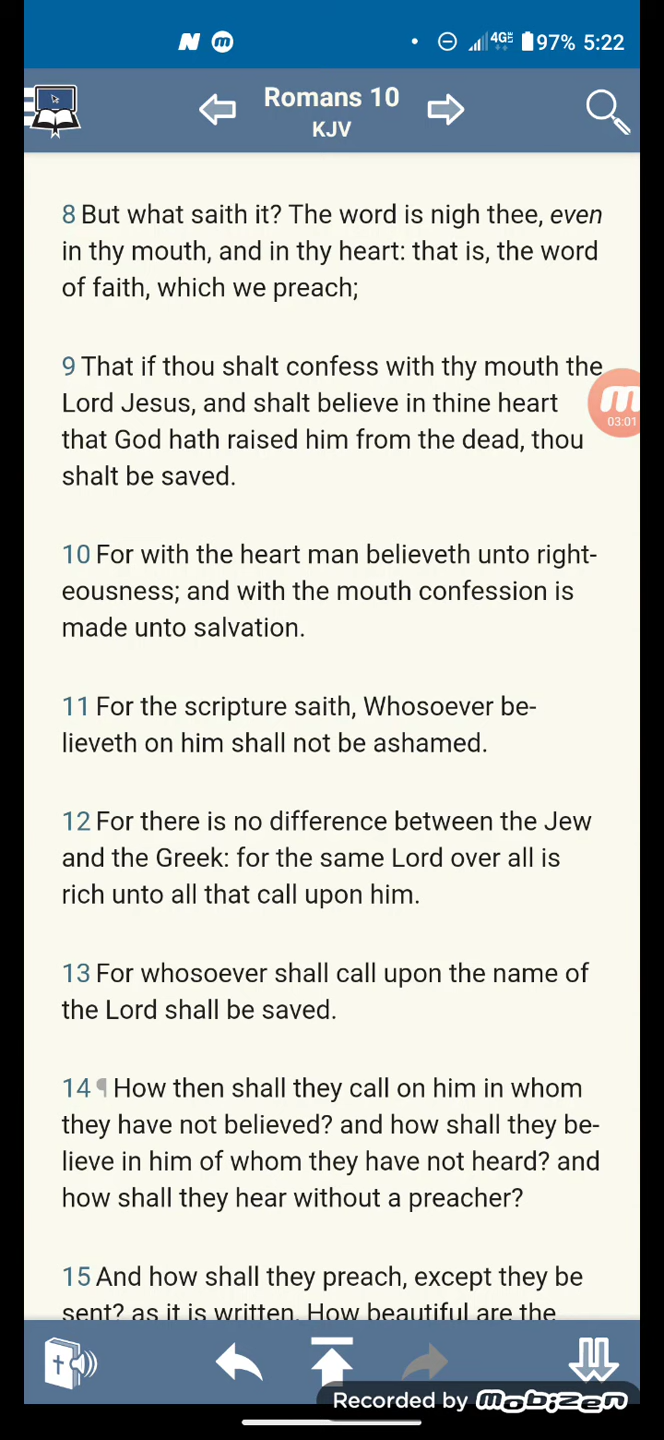 97% 5:22
Romans 10
KJV
8 But what saith it? The word is nigh thee, even
in thy mouth, and in thy heart: that is, the word
of faith, which we preach;
9 That if thou shalt confess with thy mouth the
Lord Jesus, and shalt believe in thine heart
that God hath raised him from the dead, thou
shalt be saved.
03:01
10 For with the heart man believeth unto right-
eousness; and with the mouth confession is
made unto salvation.
11 For the scripture saith, Whosoever be-
lieveth on him shall not be ashamed.
12 For there is no difference between the Jew
and the Greek: for the same Lord over all is
rich unto all that call upon him.
13 For whosoever shall call upon the name of
the Lord shall be saved.
14 ¶ How then shall they call on him in whom
they have not believed? and how shall they be-
lieve in him of whom they have not heard? and
how shall they hear without a preacher?
15 And how shall they preach, except they be
sent? as it is written, How beautiful are the
Recorded by mobizen